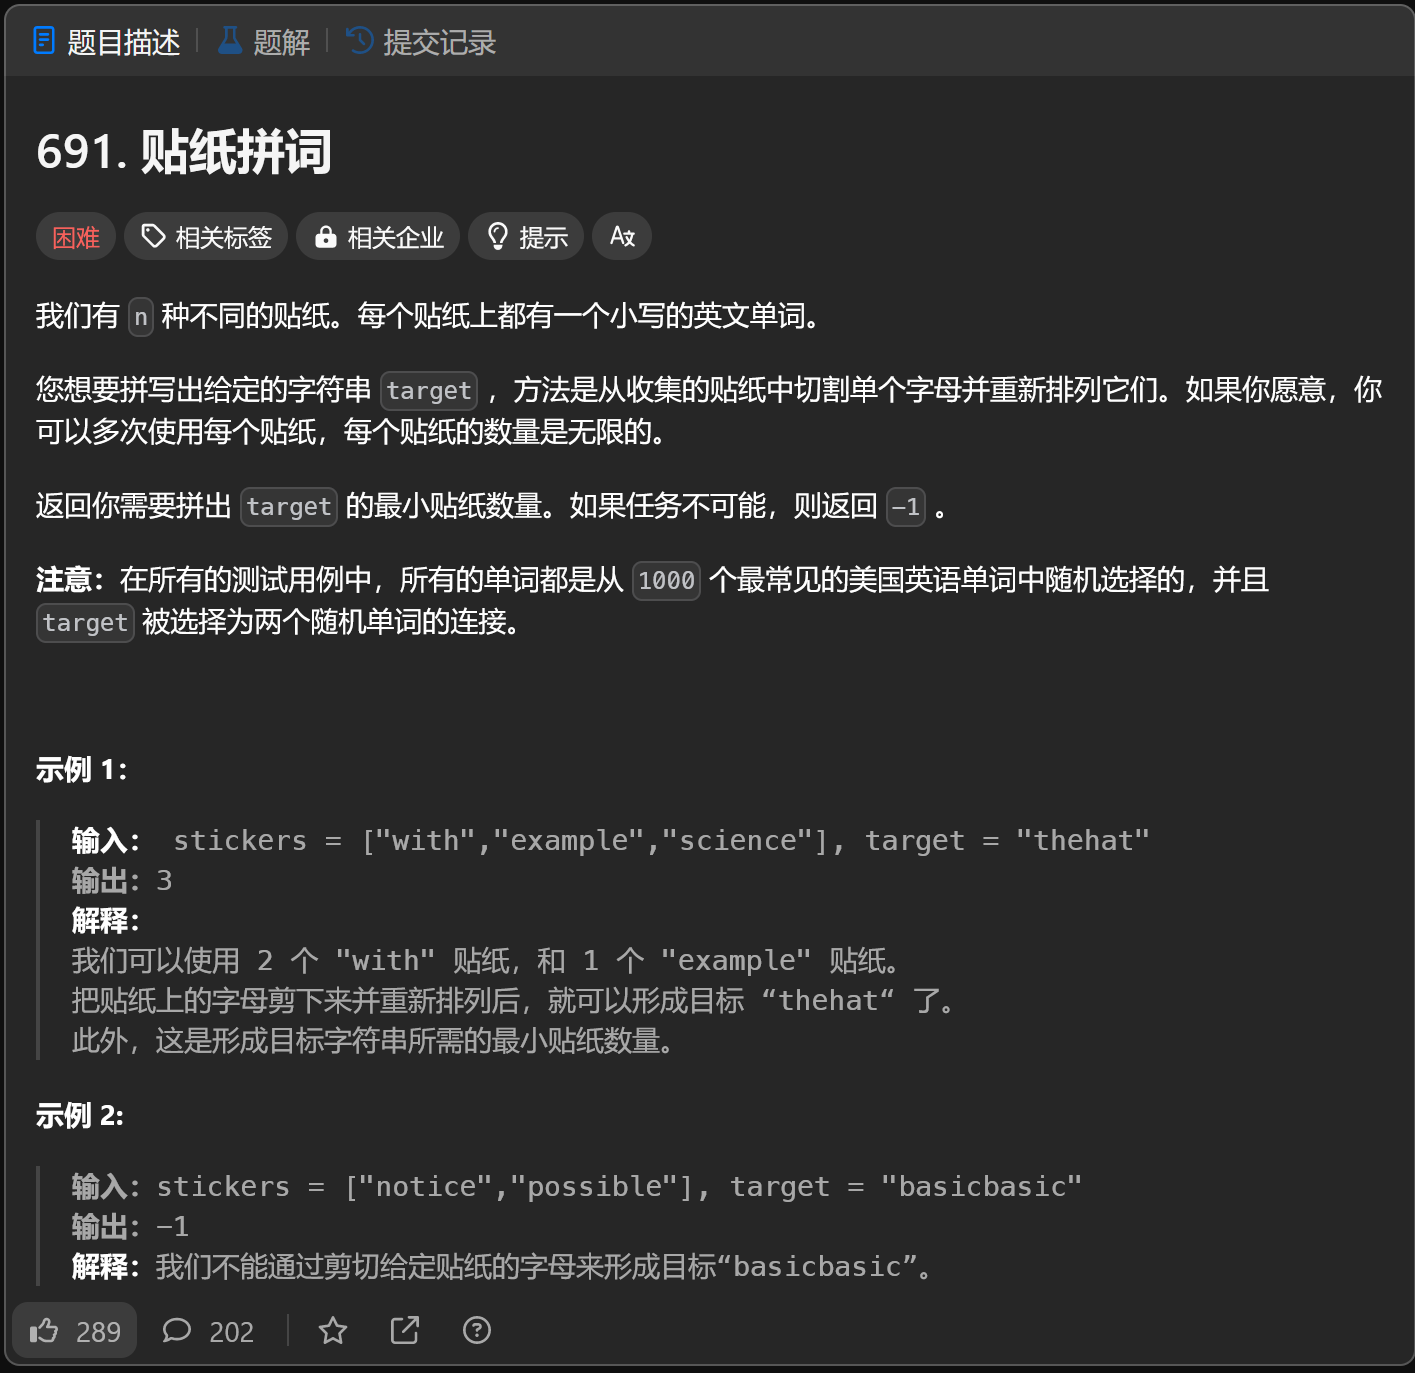 题目描述 题解 提交记录
691. 贴纸拼词
困难 相关标签 相关企业 提示
我们有 n 种不同的贴纸。每个贴纸上都有一个小写的英文单词。
您想要拼写出给定的字符串 target ，方法是从收集的贴纸中切割单个字母并重新排列它们。如果你愿意，你
可以多次使用每个贴纸，每个贴纸的数量是无限的。
返回你需要拼出 target 的最小贴纸数量。如果任务不可能，则返回 -1 。
注意：在所有的测试用例中，所有的单词都是从 1000 个最常见的美国英语单词中随机选择的，并且
target 被选择为两个随机单词的连接。
示例 1：
输入： stickers = ["with","example","science"], target = "thehat"
输出：3
解释：
我们可以使用 2 个 "with" 贴纸，和 1 个 "example" 贴纸。
把贴纸上的字母剪下来并重新排列后，就可以形成目标 “thehat“ 了。
此外，这是形成目标字符串所需的最小贴纸数量。
示例 2:
输入：stickers = ["notice","possible"], target = "basicbasic"
输出：-1
解释：我们不能通过剪切给定贴纸的字母来形成目标“basicbasic”。
289 202